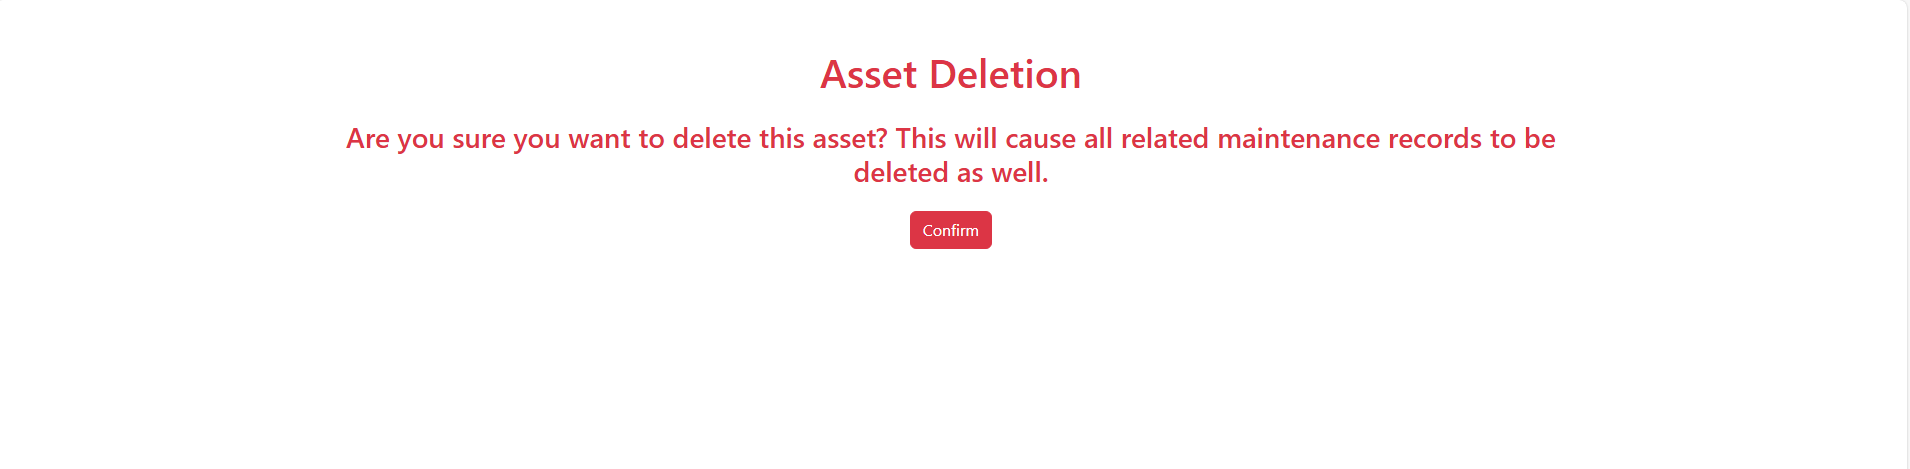 Asset Deletion
Are you sure you want to delete this asset? This will cause all related maintenance records to be
deleted as well.
Confirm